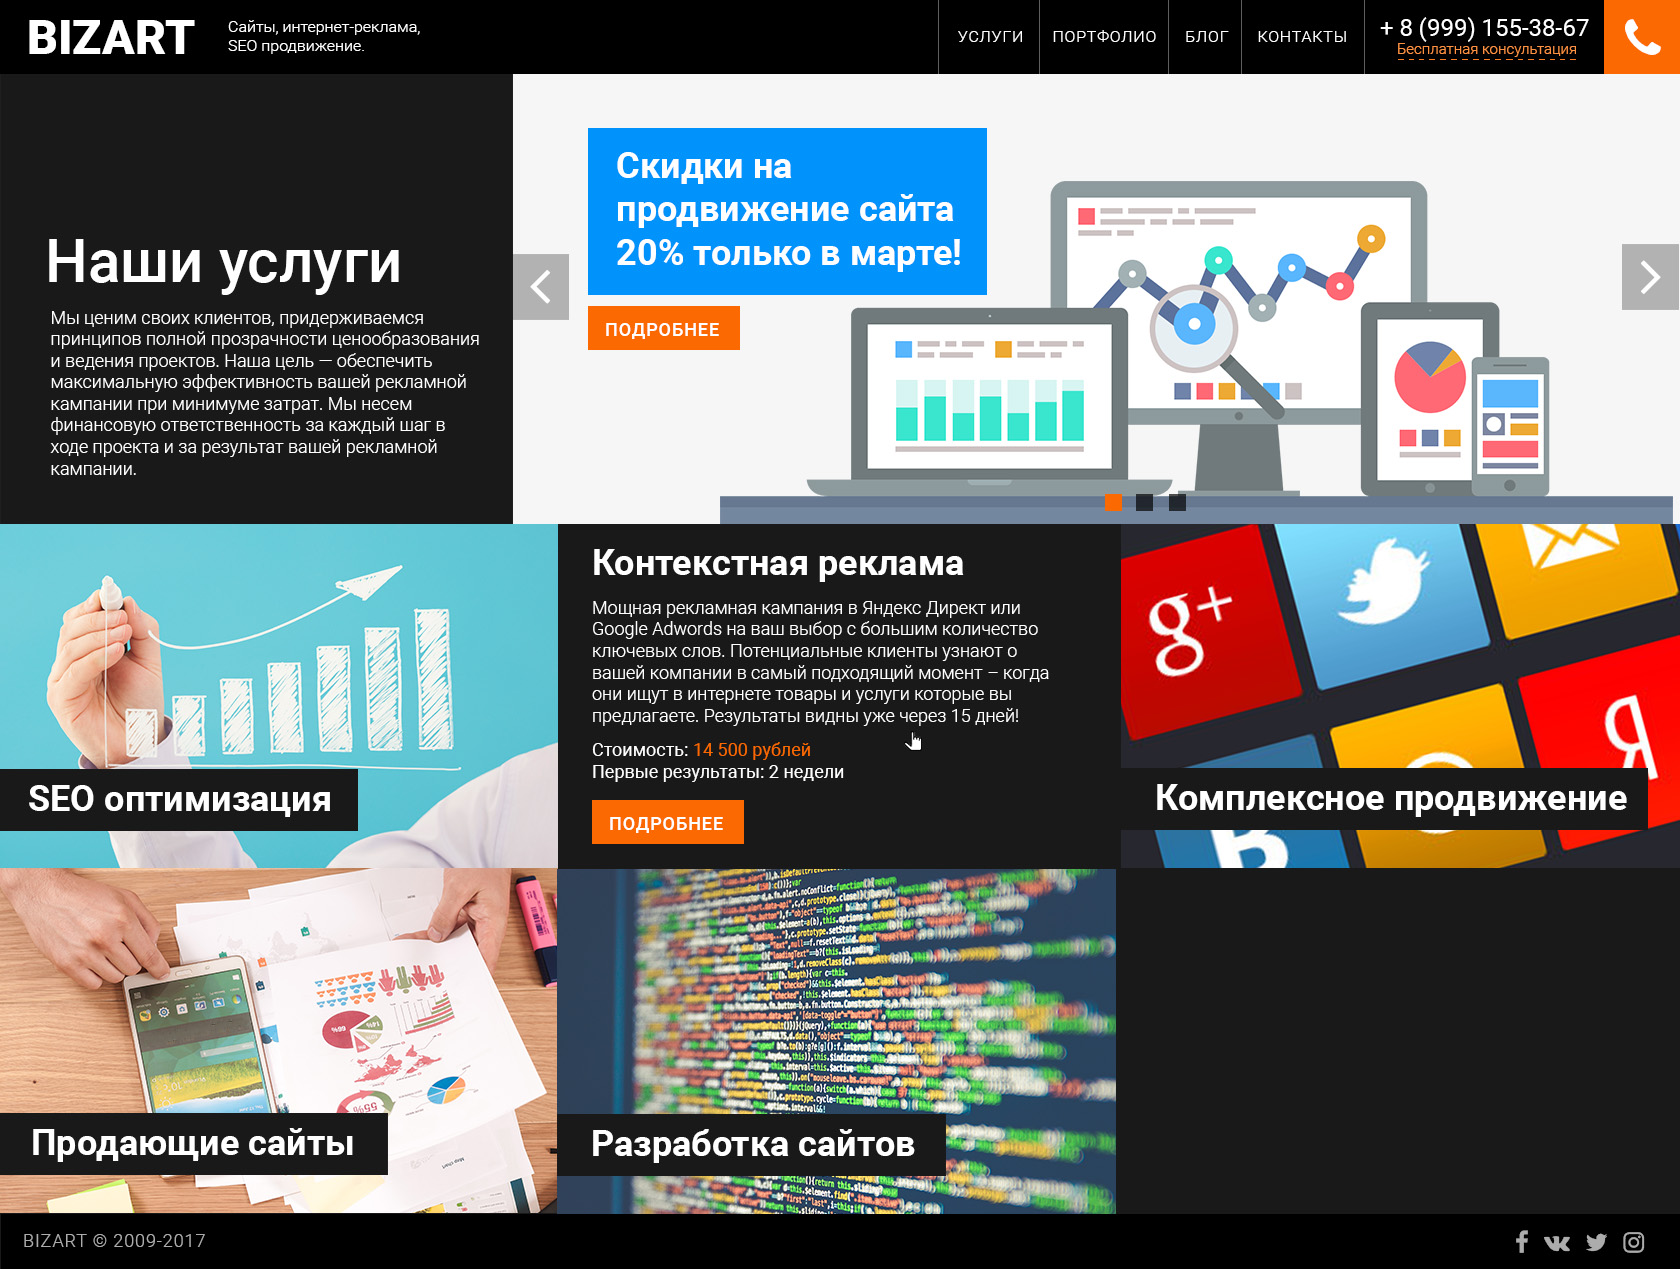 BIZART
Сайты, интернет-реклама,
SEO продвижение.
УСЛУГИ
ПОРТФОЛИО
БЛОГ
КОНТАКТЫ
+ 8 (999) 155-38-67
Бесплатная консультация
Наши услуги
Мы ценим своих клиентов, придерживаемся
принципов полной прозрачности ценообразования
и ведения проектов. Наша цель — обеспечить
максимальную эффективность вашей рекламной
кампании при минимуме затрат. Мы несем
финансовую ответственность за каждый шаг в
ходе проекта и за результат вашей рекламной
кампании.
Скидки на
продвижение сайта
20% только в марте!
ПОДРОБНЕЕ
SEO оптимизация
Контекстная реклама
Мощная рекламная кампания в Яндекс Директ или
Google Adwords на ваш выбор с большим количество
ключевых слов. Потенциальные клиенты узнают о
вашей компании в самый подходящий момент – когда
они ищут в интернете товары и услуги которые вы
предлагаете. Результаты видны уже через 15 дней!
Стоимость: 14 500 рублей
Первые результаты: 2 недели
ПОДРОБНЕЕ
g+
Я
B
Комплексное продвижение
66%
14%
55%
Продающие сайты
Разработка сайтов
BIZART © 2009-2017